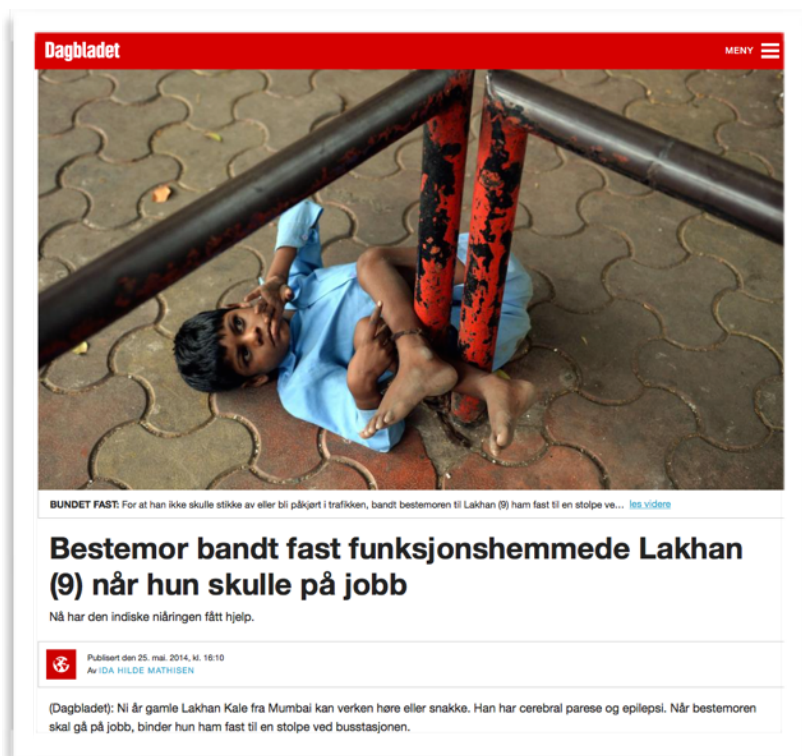 Dagbladet
MENY
BUNDET FAST: For at han ikke skulle stikke av eller bli påkjørt i trafikken, bandt bestemoren til Lakhan (9) ham fast til en stolpe ve... les videre
Bestemor bandt fast funksjonshemmede Lakhan
(9) når hun skulle på jobb
Nå har den indiske niåringen fått hjelp.
Publisert den 25. mai. 2014, kl. 16:10
Av IDA HILDE MATHISEN
(Dagbladet): Ni år gamle Lakhan Kale fra Mumbai kan verken høre eller snakke. Han har cerebral parese og epilepsi. Når bestemoren
skal gå på jobb, binder hun ham fast til en stolpe ved busstasjonen.